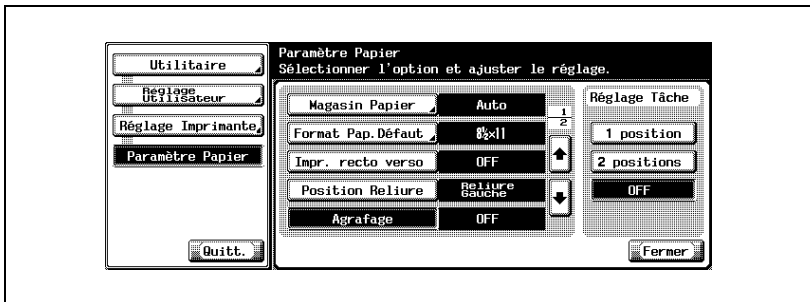 Utilitaire
Réglage
Utilisateur
Réglage Imprimante
Paramètre Papier
Quitt.
Paramètre Papier
Sélectionner l'option et ajuster le réglage.
Magasin Papier Auto
Format Pap.Défaut 8½×11
Impr. recto verso OFF
Position Reliure Reliure Gauche
Agrafage OFF
1/2
Réglage Tâche
1 position
2 positions
OFF
Fermer